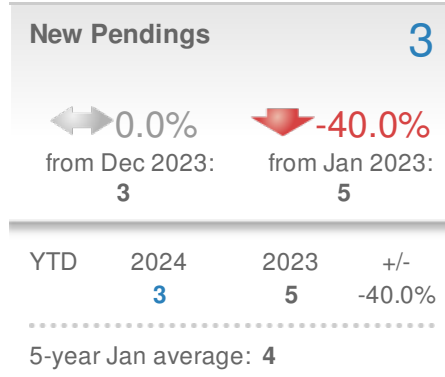 New Pendings 3
0.0% -40.0%
from Dec 2023: from Jan 2023:
3 5
YTD 2024 2023 +/-
3 5 -40.0%
5-year Jan average: 4